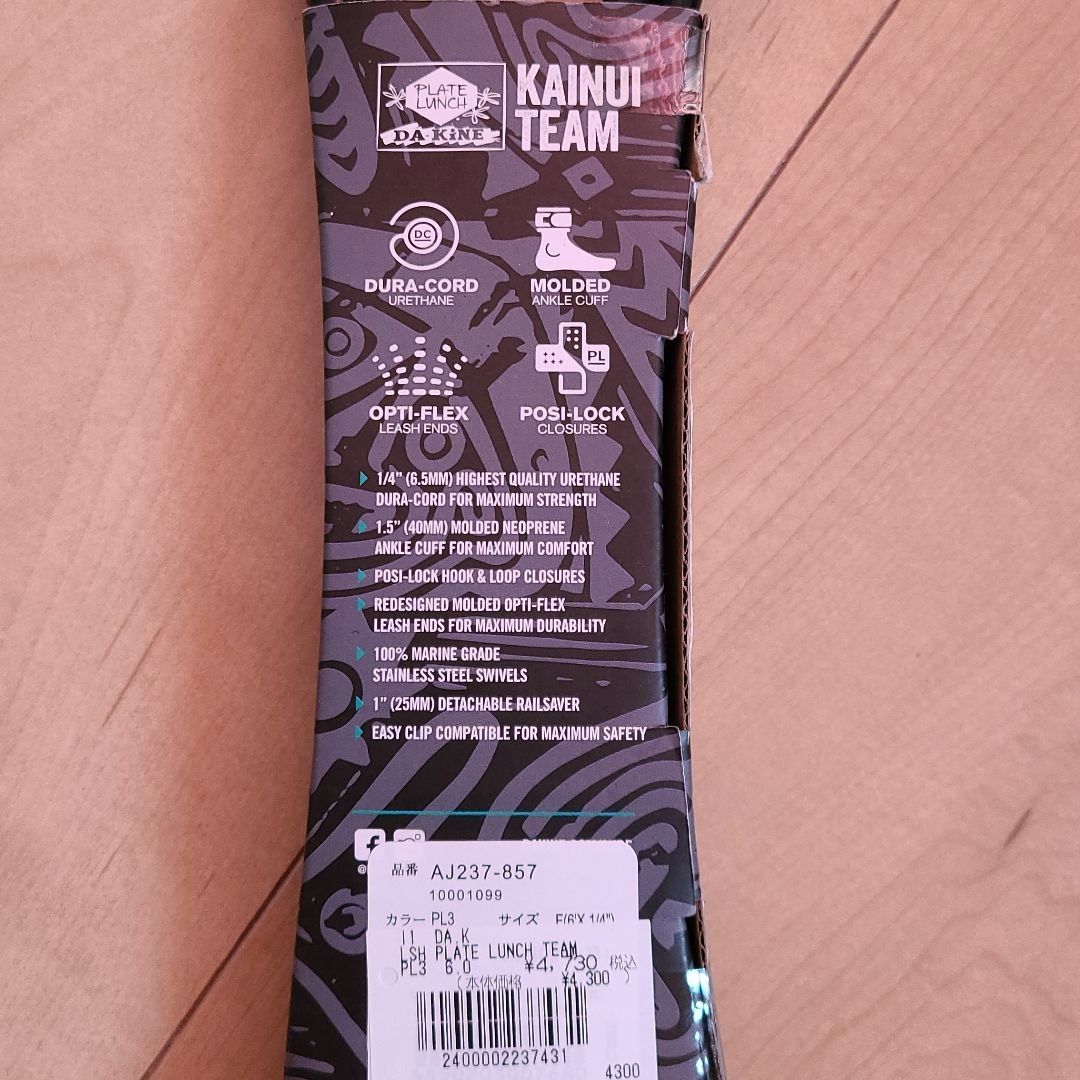 PLATE
LUNCH
DA•KiNE
KAINUI
TEAM
DC
DURA-CORD
URETHANE
MOLDED
ANKLE CUFF
OPTI-FLEX
LEASH ENDS
PL
POSI-LOCK
CLOSURES
1/4” (6.5MM) HIGHEST QUALITY URETHANE
DURA-CORD FOR MAXIMUM STRENGTH
1.5” (40MM) MOLDED NEOPRENE
ANKLE CUFF FOR MAXIMUM COMFORT
POSI-LOCK HOOK & LOOP CLOSURES
REDESIGNED MOLDED OPTI-FLEX
LEASH ENDS FOR MAXIMUM DURABILITY
100% MARINE GRADE
STAINLESS STEEL SWIVELS
1” (25MM) DETACHABLE RAILSAVER
EASY CLIP COMPATIBLE FOR MAXIMUM SAFETY
品番 AJ237-857
10001099
カラー PL3 サイズ F(6'X 1/4")
DA.K
LSH PLATE LUNCH TEAM
PL3 6.0 ¥4,730 税込
(本体価格 ¥4,300 )
2400002237431
4300